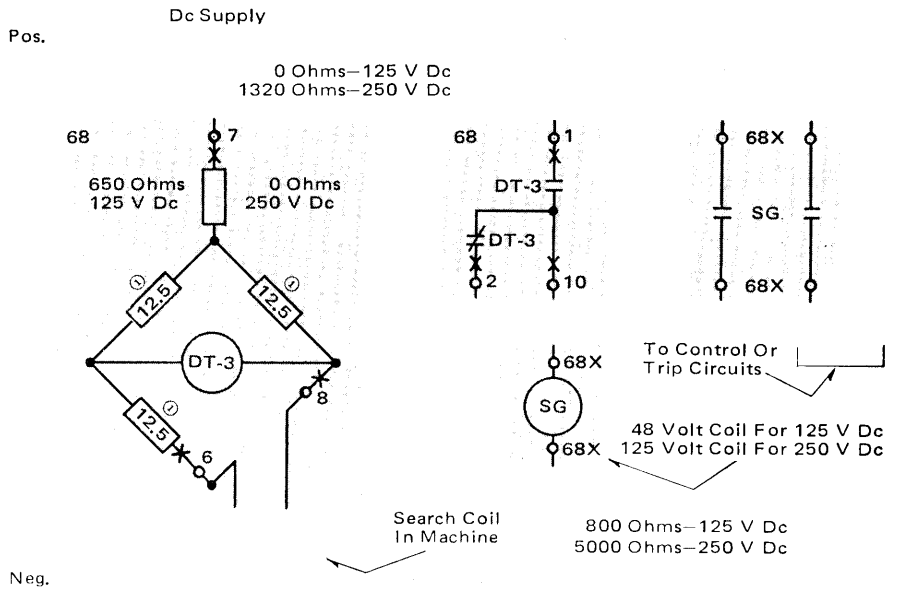 Dc Supply
Pos.
0 Ohms–125 V Dc
1320 Ohms–250 V Dc
68
7
650 Ohms
125 V Dc
0 Ohms
250 V Dc
1
12.5
1
12.5
DT-3
8
1
12.5
6
68
1
DT-3
DT-3
2
10
68X
SG
68X
68X
SG
68X
To Control Or
Trip Circuits
48 Volt Coil For 125 V Dc
125 Volt Coil For 250 V Dc
800 Ohms–125 V Dc
5000 Ohms–250 V Dc
Search Coil
In Machine
Neg.